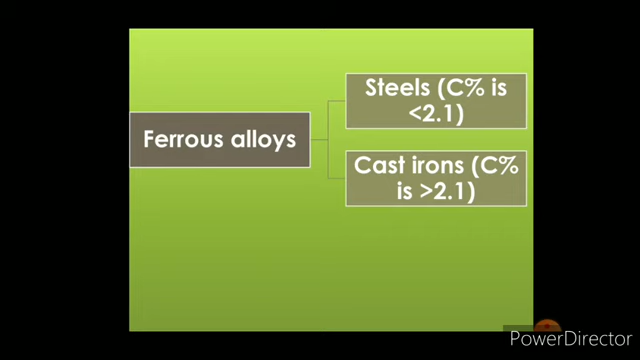 Steels (C% is
<2.1)
Ferrous alloys
Cast irons (C%
is >2.1)
PowerDirector